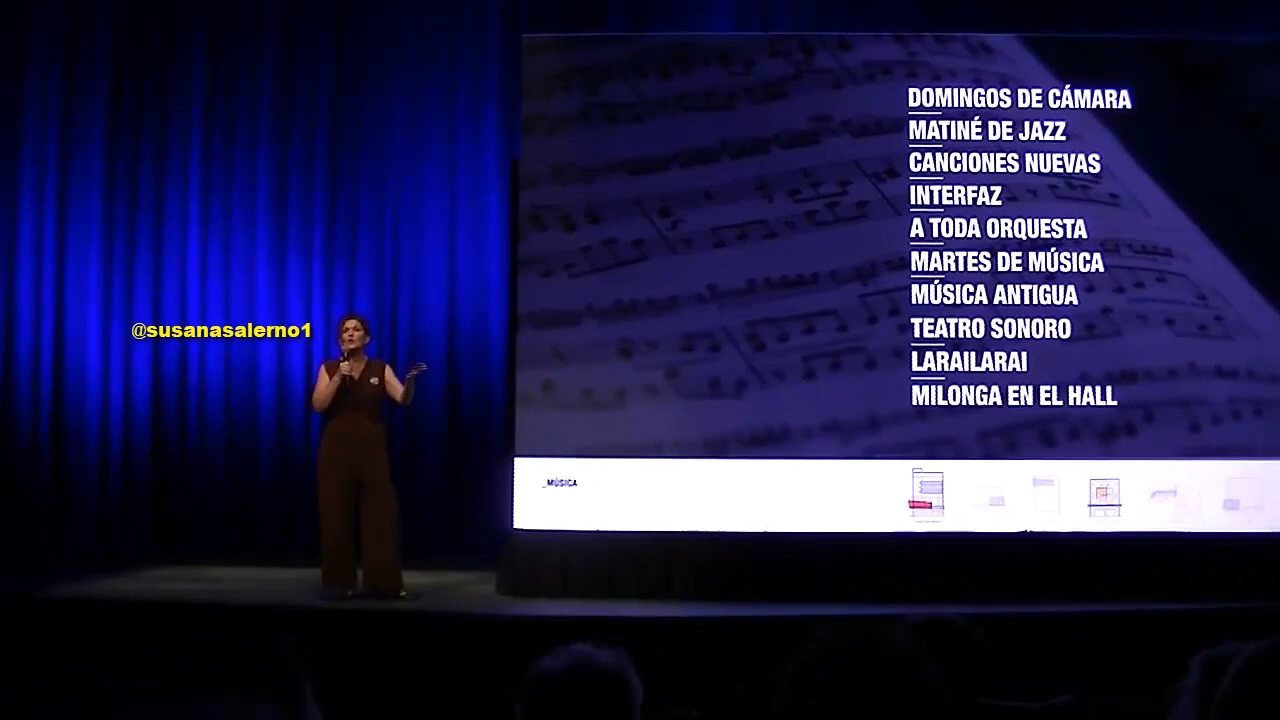 DOMINGOS DE CÁMARA
MATINÉ DE JAZZ
CANCIONES NUEVAS
INTERFAZ
A TODA ORQUESTA
MARTES DE MÚSICA
MÚSICA ANTIGUA
TEATRO SONORO
LARAILARAI
MILONGA EN EL HALL
@susanasalerno1
_MÚSICA